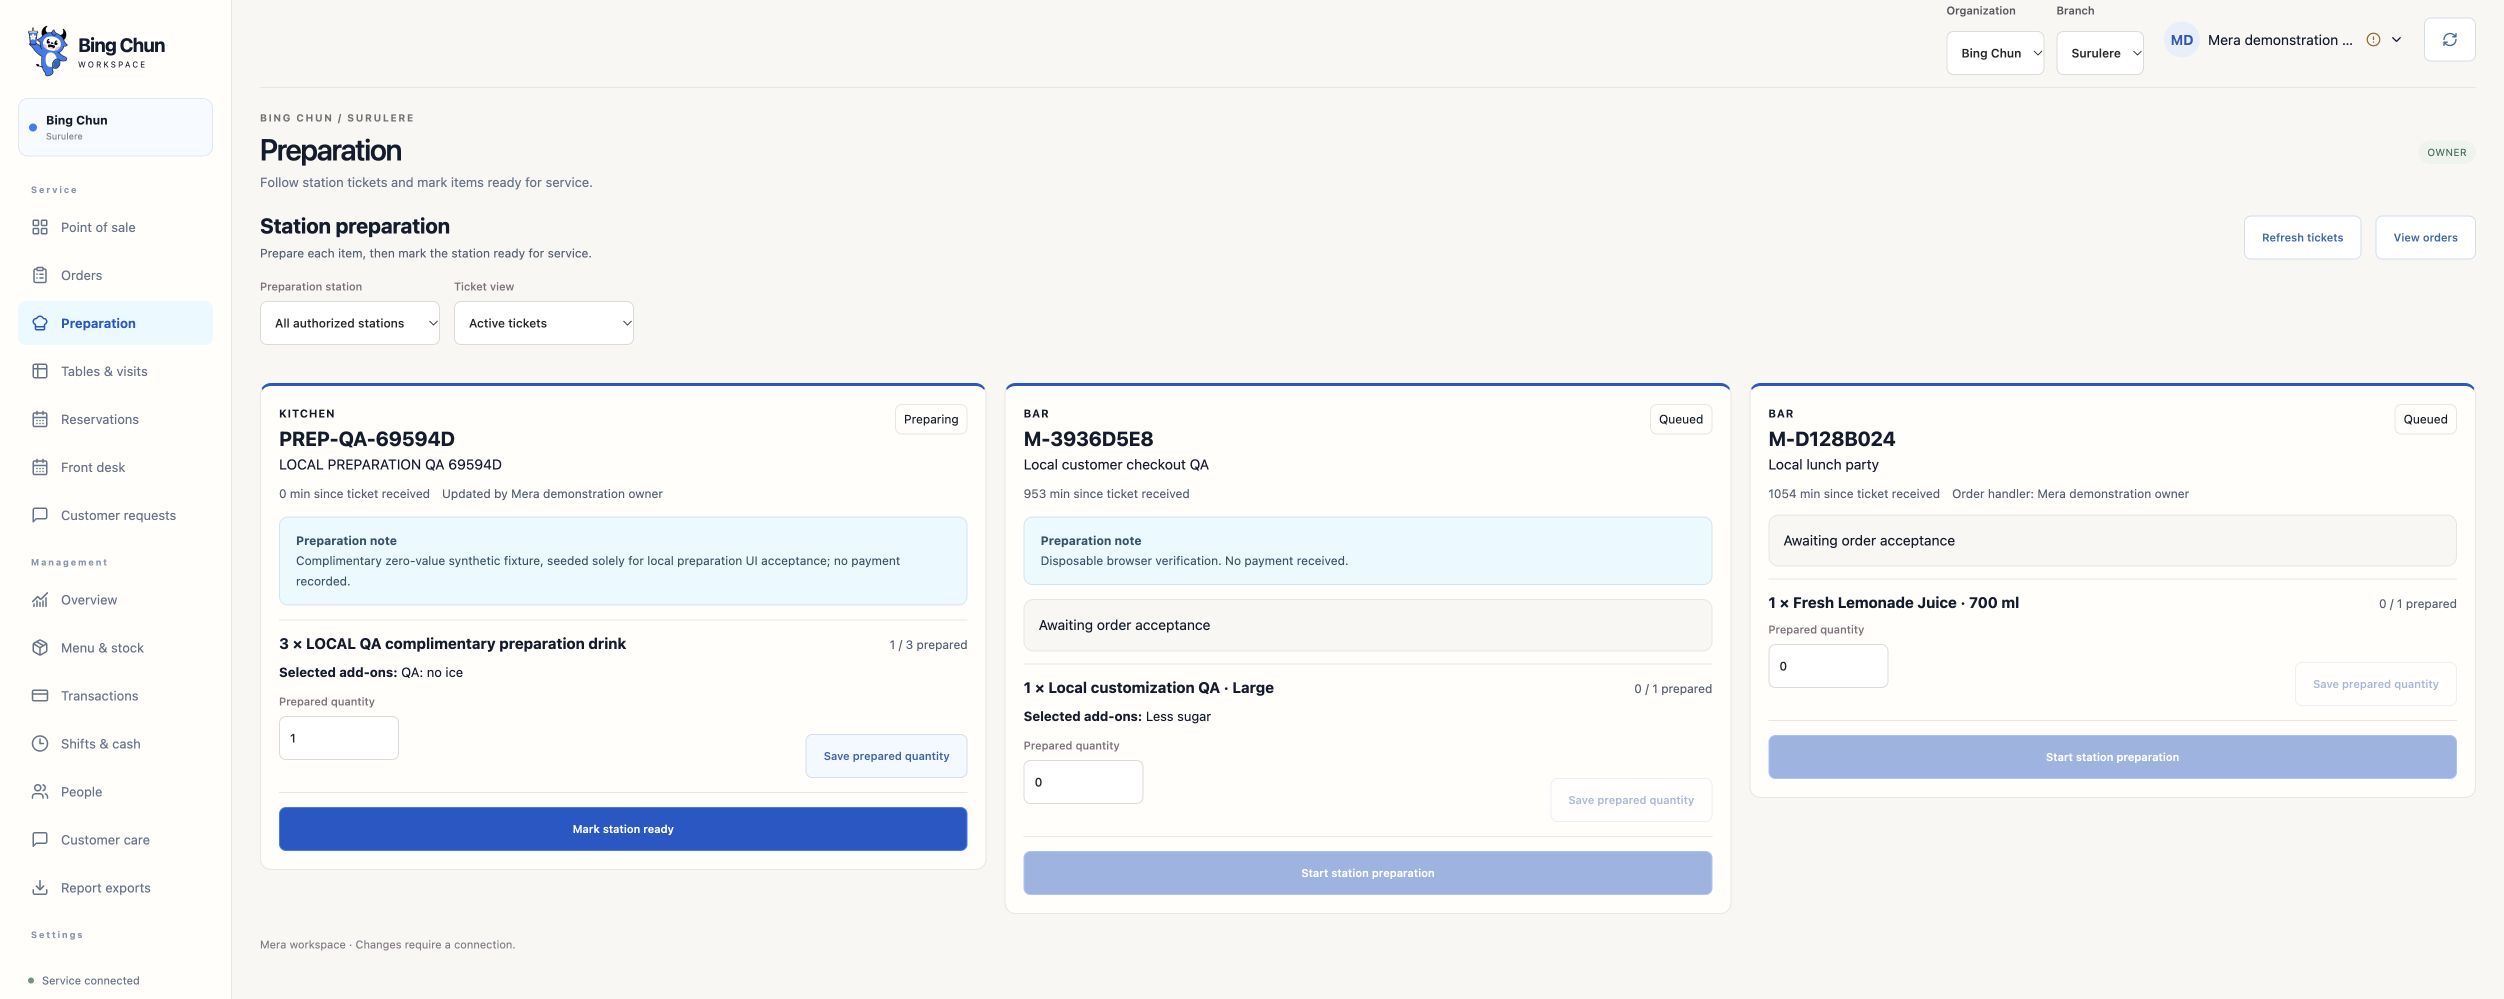 Bing Chun
WORKSPACE
Bing Chun
Surulere
Service
Point of sale
Orders
Preparation
Tables & visits
Reservations
Front desk
Customer requests
Management
Overview
Menu & stock
Transactions
Shifts & cash
People
Customer care
Report exports
Settings
Service connected
Organization
Bing Chun
Branch
Surulere
MD
Mera demonstration ...
BING CHUN / SURULERE
Preparation
Follow station tickets and mark items ready for service.
OWNER
Station preparation
Prepare each item, then mark the station ready for service.
Refresh tickets
View orders
Preparation station
All authorized stations
Ticket view
Active tickets
KITCHEN
Preparing
PREP-QA-69594D
LOCAL PREPARATION QA 69594D
0 min since ticket received Updated by Mera demonstration owner
Preparation note
Complimentary zero-value synthetic fixture, seeded solely for local preparation UI acceptance; no payment
recorded.
3 × LOCAL QA complimentary preparation drink
1 / 3 prepared
Selected add-ons: QA: no ice
Prepared quantity
1
Save prepared quantity
Mark station ready
BAR
Queued
M-3936D5E8
Local customer checkout QA
953 min since ticket received
Preparation note
Disposable browser verification. No payment received.
Awaiting order acceptance
1 × Local customization QA · Large
0 / 1 prepared
Selected add-ons: Less sugar
Prepared quantity
0
Save prepared quantity
Start station preparation
BAR
Queued
M-D128B024
Local lunch party
1054 min since ticket received Order handler: Mera demonstration owner
Awaiting order acceptance
1 × Fresh Lemonade Juice · 700 ml
0 / 1 prepared
Prepared quantity
0
Save prepared quantity
Start station preparation
Mera workspace · Changes require a connection.